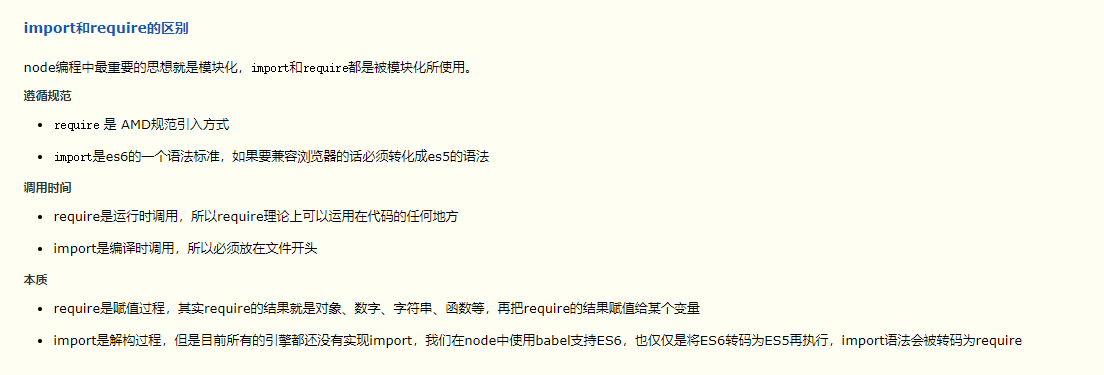 import和require的区别
node编程中最重要的思想就是模块化，import和require都是被模块化所使用。
遵循规范
• require 是 AMD规范引入方式
• import是es6的一个语法标准，如果要兼容浏览器的话必须转化成es5的语法
调用时间
• require是运行时调用，所以require理论上可以运用在代码的任何地方
• import是编译时调用，所以必须放在文件开头
本质
• require是赋值过程，其实require的结果就是对象、数字、字符串、函数等，再把require的结果赋值给某个变量
• import是解构过程，但是目前所有的引擎都还没有实现import，我们在node中使用babel支持ES6，也仅仅是将ES6转码为ES5再执行，import语法会被转码为require